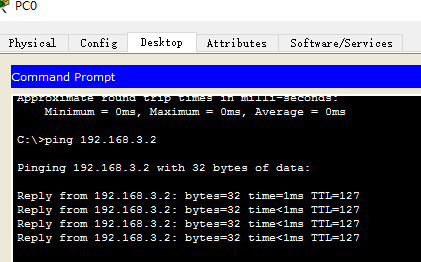 PC0
Physical Config Desktop Attributes Software/Services
Command Prompt
Approximate round trip times in milli-seconds:
Minimum = 0ms, Maximum = 0ms, Average = 0ms
C:\>ping 192.168.3.2
Pinging 192.168.3.2 with 32 bytes of data:
Reply from 192.168.3.2: bytes=32 time=1ms TTL=127
Reply from 192.168.3.2: bytes=32 time<1ms TTL=127
Reply from 192.168.3.2: bytes=32 time<1ms TTL=127
Reply from 192.168.3.2: bytes=32 time<1ms TTL=127